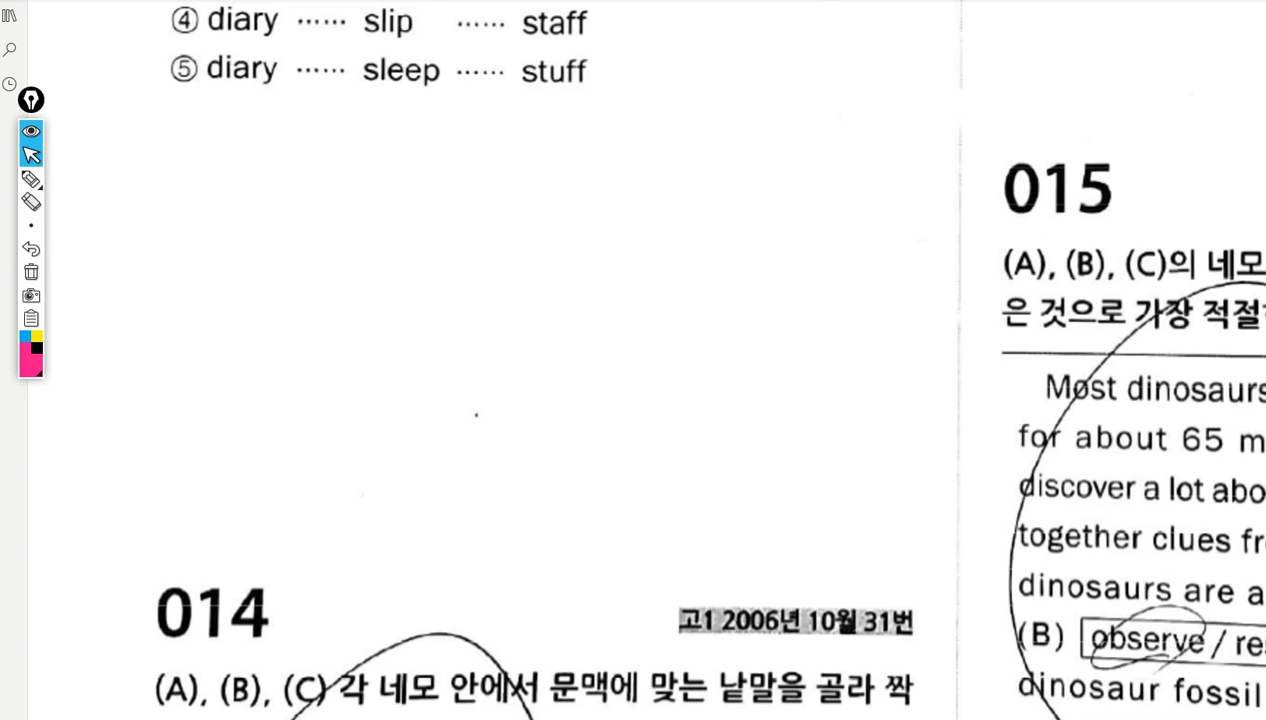 ④ diary …… slip …… staff
⑤ diary …… sleep …… stuff
014
고1 2006년 10월 31번
(A), (B), (C) 각 네모 안에서 문맥에 맞는 낱말을 골라 짝
015
(A), (B), (C)의 네모
은 것으로 가장 적절
Most dinosaurs
for about 65 m
discover a lot abo
together clues fr
dinosaurs are a
(B) observe / res
dinosaur fossil